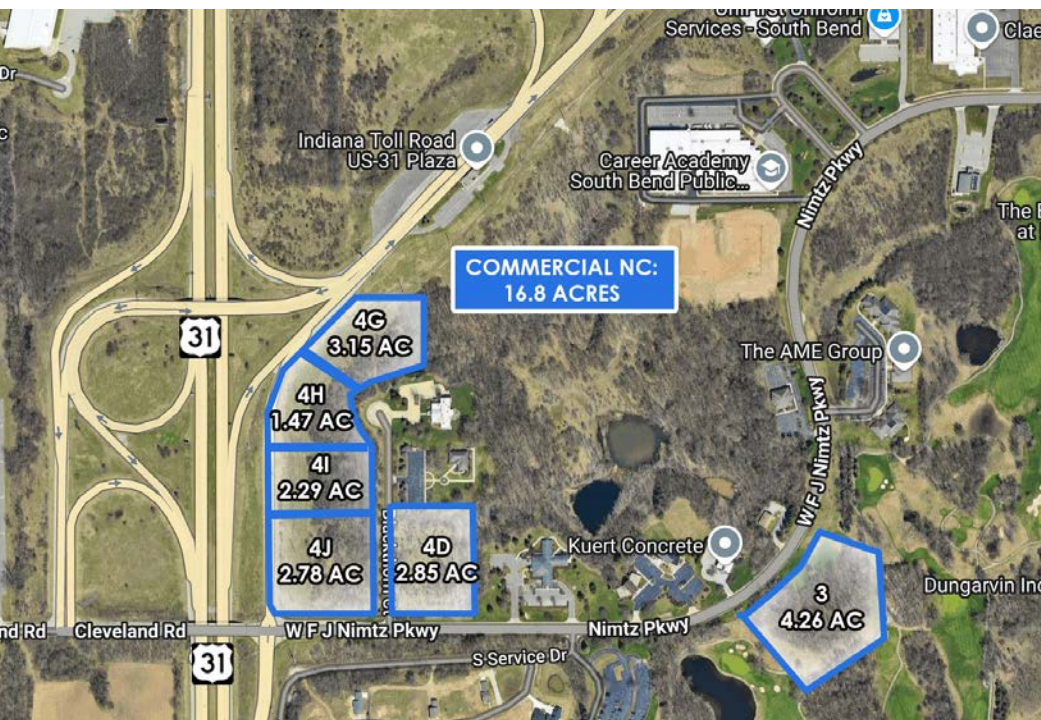 Services - South Bend
Clae
Dr
Indiana Toll Road
US-31 Plaza
Career Academy
South Bend Public...
Nimtz Pkwy
The
at
COMMERCIAL NC:
16.8 ACRES
31
4G
3.15 AC
The AME Group
4H
1.47 AC
W F J Nimtz Pkwy
4I
2.29 AC
4J
2.78 AC
4D
2.85 AC
Kuert Concrete
3
4.26 AC
Dungarvin Inc
nd Rd
Cleveland Rd
W F J Nimtz Pkwy
Nimtz Pkwy
31
S Service Dr